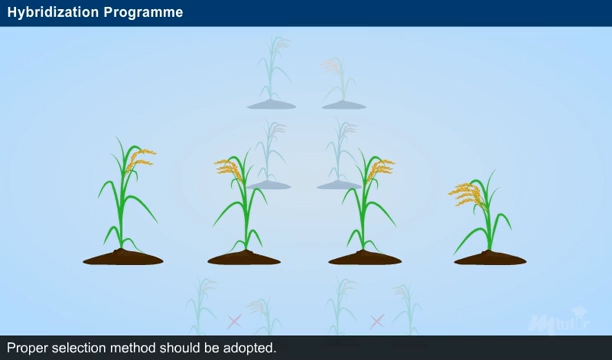 Hybridization Programme
Proper selection method should be adopted.